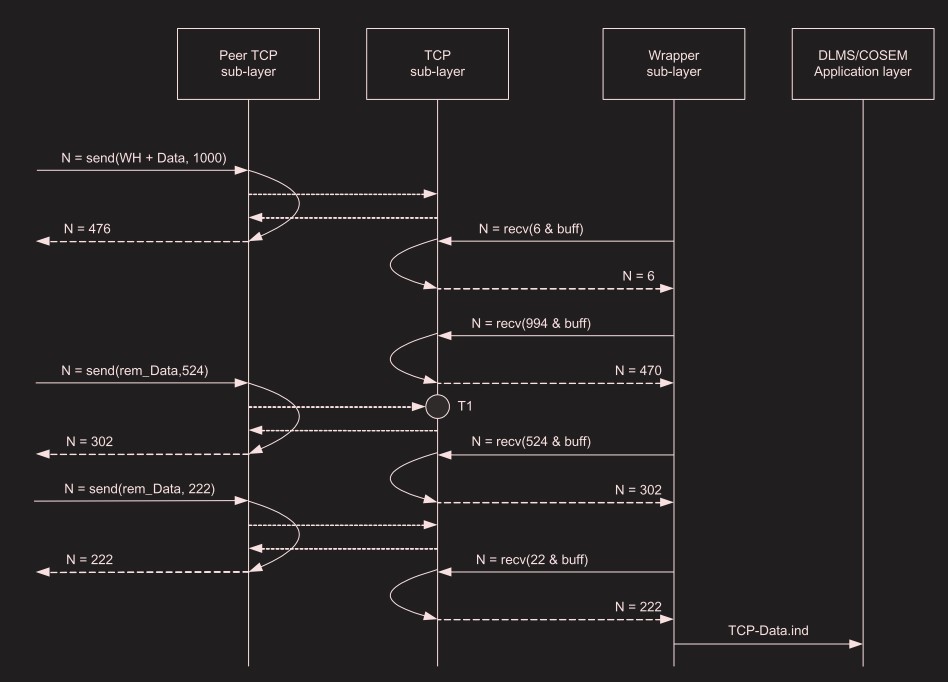 Peer TCP
sub-layer
TCP
sub-layer
Wrapper
sub-layer
DLMS/COSEM
Application layer
N = send(WH + Data, 1000)
N = 476
N = recv(6 & buff)
N = 6
N = recv(994 & buff)
N = send(rem_Data,524)
N = 470
T1
N = 302
N = recv(524 & buff)
N = send(rem_Data, 222)
N = 302
N = 222
N = recv(22 & buff)
N = 222
TCP-Data.ind